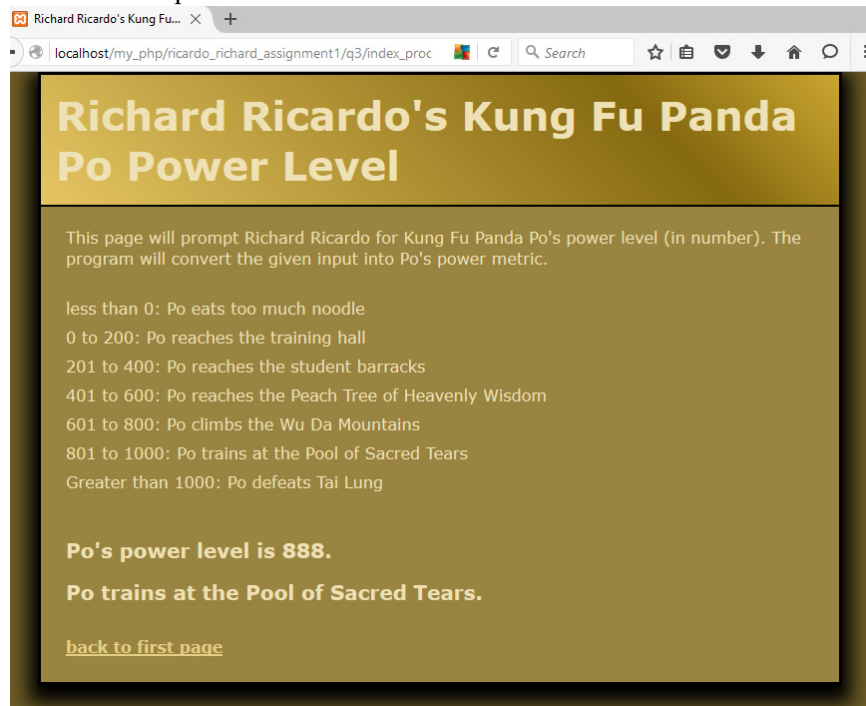 Richard Ricardo's Kung Fu...
localhost/my_php/ricardo_richard_assignment1/q3/index_proc
Search
Richard Ricardo's Kung Fu Panda
Po Power Level
This page will prompt Richard Ricardo for Kung Fu Panda Po's power level (in number). The
program will convert the given input into Po's power metric.
less than 0: Po eats too much noodle
0 to 200: Po reaches the training hall
201 to 400: Po reaches the student barracks
401 to 600: Po reaches the Peach Tree of Heavenly Wisdom
601 to 800: Po climbs the Wu Da Mountains
801 to 1000: Po trains at the Pool of Sacred Tears
Greater than 1000: Po defeats Tai Lung
Po's power level is 888.
Po trains at the Pool of Sacred Tears.
back to first page